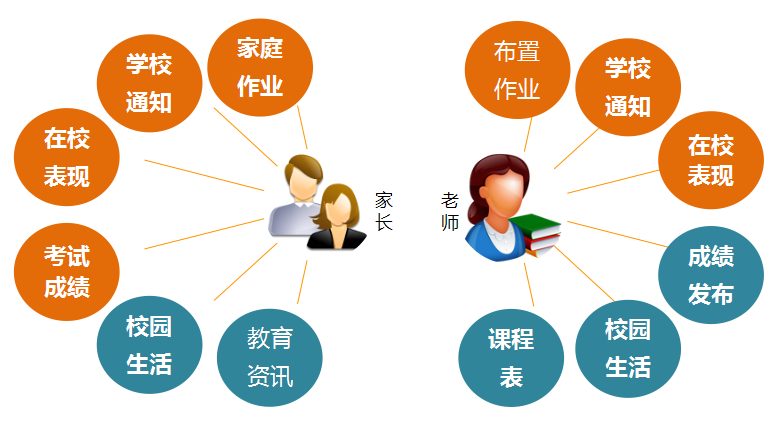 家庭
作业
学校
通知
在校
表现
考试
成绩
校园
生活
教育
资讯
家
长
布置
作业
学校
通知
在校
表现
成绩
发布
校园
生活
课程
表
老
师